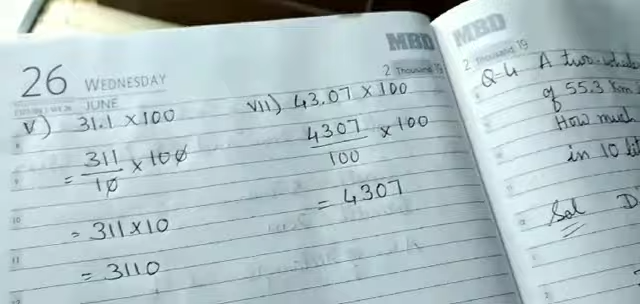 MBD
MBD
26 WEDNESDAY
JUNE
2 Thousand 19
2 Thousand 19
V) 31.1 × 100
= 311/10 × 100
= 311 × 10
= 3110
VII) 43.07 × 100
4307/100 × 100
= 4307
Q-4 A two-wheele
of 55.3 Km
How much
in 10 lit
Sol D